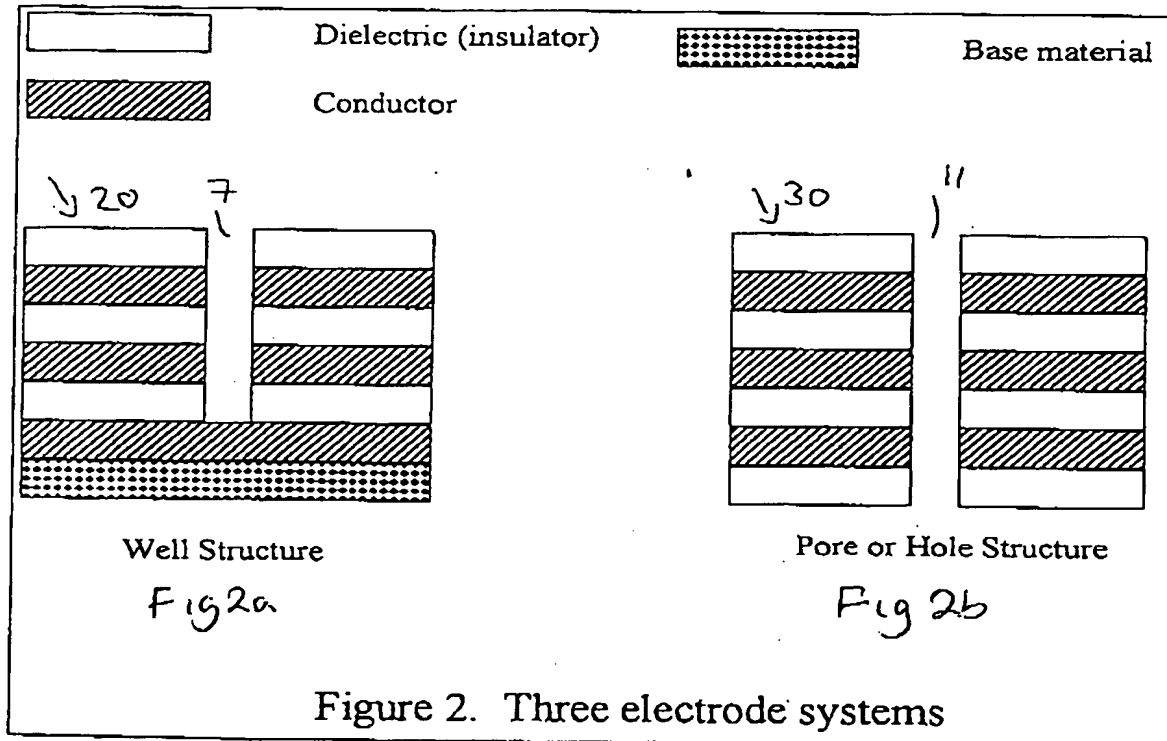 Dielectric (insulator)
Base material
Conductor
20
7
30
11
Well Structure
Pore or Hole Structure
Fig2a
Fig 2b
Figure 2. Three electrode systems